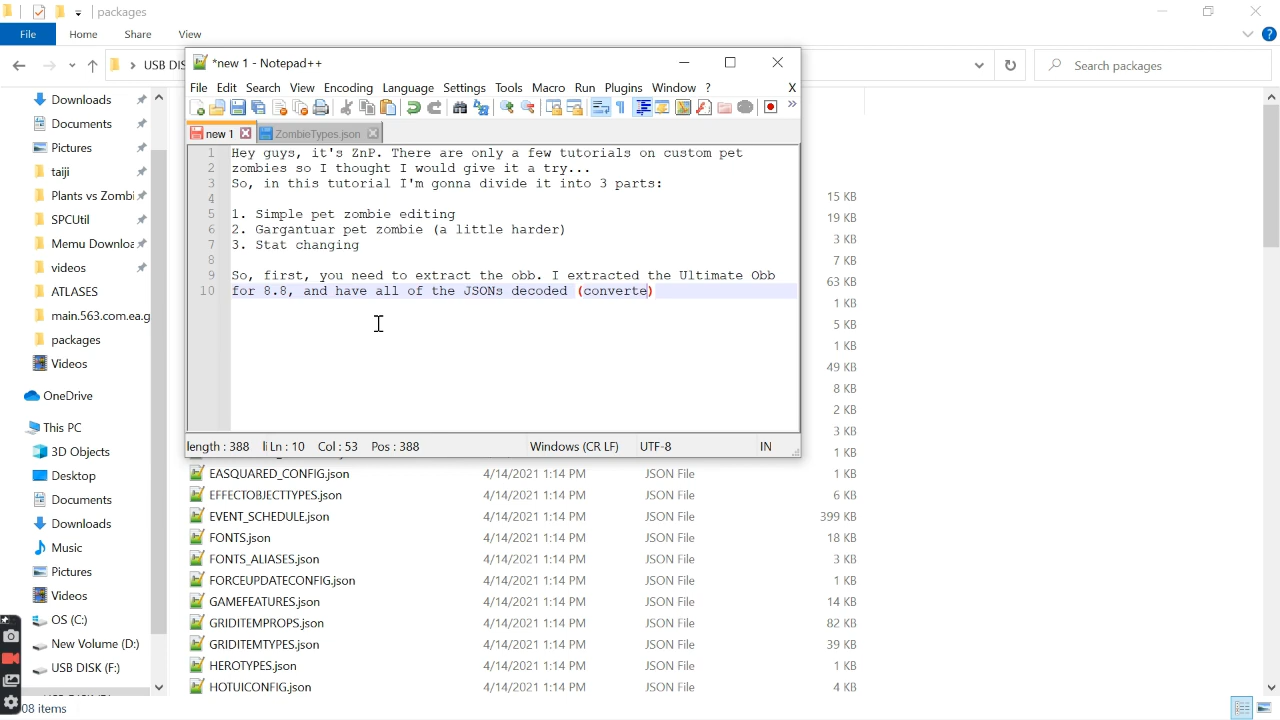 packages
File Home Share View
USB DIS
Search packages
*new 1 - Notepad++
File Edit Search View Encoding Language Settings Tools Macro Run Plugins Window ? X
new 1 ZombieTypes.json
1 Hey guys, it's ZnP. There are only a few tutorials on custom pet
2 zombies so I thought I would give it a try...
3 So, in this tutorial I'm gonna divide it into 3 parts:
4
5 1. Simple pet zombie editing
6 2. Gargantuar pet zombie (a little harder)
7 3. Stat changing
8
9 So, first, you need to extract the obb. I extracted the Ultimate Obb
10 for 8.8, and have all of the JSONs decoded (converte)
length : 388 li Ln : 10 Col : 53 Pos : 388 Windows (CR LF) UTF-8 IN
Downloads
Documents
Pictures
taiji
Plants vs Zombi
SPCUtil
Memu Downloa
videos
ATLASES
main.563.com.ea.g
packages
Videos
OneDrive
This PC
3D Objects
Desktop
Documents
Downloads
Music
Pictures
Videos
OS (C:)
New Volume (D:)
USB DISK (F:)
15 KB
19 KB
3 KB
7 KB
63 KB
1 KB
5 KB
1 KB
49 KB
8 KB
2 KB
3 KB
1 KB
EASQUARED_CONFIG.json 4/14/2021 1:14 PM JSON File 1 KB
EFFECTOBJECTTYPES.json 4/14/2021 1:14 PM JSON File 6 KB
EVENT_SCHEDULE.json 4/14/2021 1:14 PM JSON File 399 KB
FONTS.json 4/14/2021 1:14 PM JSON File 18 KB
FONTS_ALIASES.json 4/14/2021 1:14 PM JSON File 3 KB
FORCEUPDATECONFIG.json 4/14/2021 1:14 PM JSON File 1 KB
GAMEFEATURES.json 4/14/2021 1:14 PM JSON File 14 KB
GRIDITEMPROPS.json 4/14/2021 1:14 PM JSON File 82 KB
GRIDITEMTYPES.json 4/14/2021 1:14 PM JSON File 39 KB
HEROTYPES.json 4/14/2021 1:14 PM JSON File 1 KB
HOTUICONFIG.json 4/14/2021 1:14 PM JSON File 4 KB
08 items